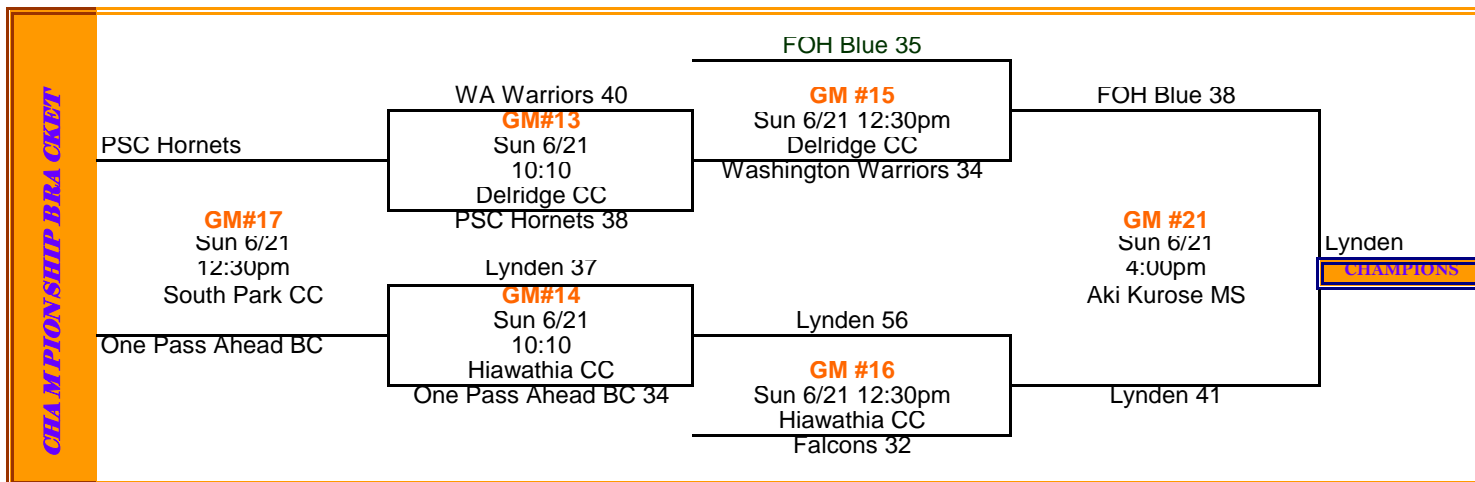 CHAMPIONSHIP BRACKET
PSC Hornets
GM#17
Sun 6/21
12:30pm
South Park CC
One Pass Ahead BC
WA Warriors 40
GM#13
Sun 6/21
10:10
Delridge CC
PSC Hornets 38
Lynden 37
GM#14
Sun 6/21
10:10
Hiawathia CC
One Pass Ahead BC 34
FOH Blue 35
GM #15
Sun 6/21 12:30pm
Delridge CC
Washington Warriors 34
Lynden 56
GM #16
Sun 6/21 12:30pm
Hiawathia CC
Falcons 32
FOH Blue 38
GM #21
Sun 6/21
4:00pm
Aki Kurose MS
Lynden 41
Lynden
CHAMPIONS